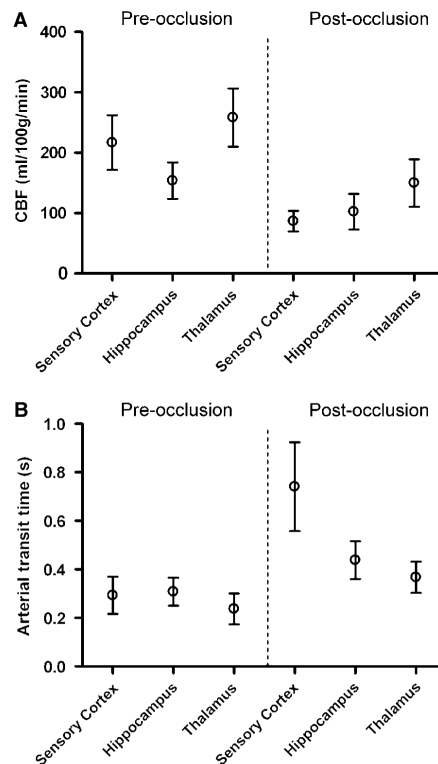 A
Pre-occlusion Post-occlusion
CBF (ml/100g/min)
400
300
200
100
0
Sensory Cortex Hippocampus Thalamus Sensory Cortex Hippocampus Thalamus
B
Pre-occlusion Post-occlusion
Arterial transit time (s)
1.0
0.8
0.6
0.4
0.2
0.0
Sensory Cortex Hippocampus Thalamus Sensory Cortex Hippocampus Thalamus